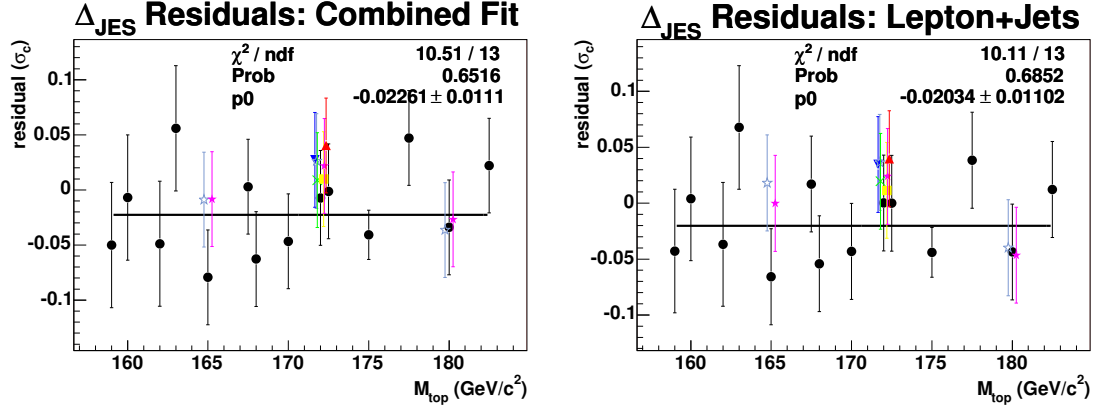 Δ_JES Residuals: Combined Fit
χ² / ndf 10.51 / 13
Prob 0.6516
p0 -0.02261 ± 0.0111
residual (σ_c)
0.1
0.05
0
-0.05
-0.1
160 165 170 175 180
M_top (GeV/c²)
Δ_JES Residuals: Lepton+Jets
χ² / ndf 10.11 / 13
Prob 0.6852
p0 -0.02034 ± 0.01102
residual (σ_c)
0.1
0.05
0
-0.05
-0.1
160 165 170 175 180
M_top (GeV/c²)